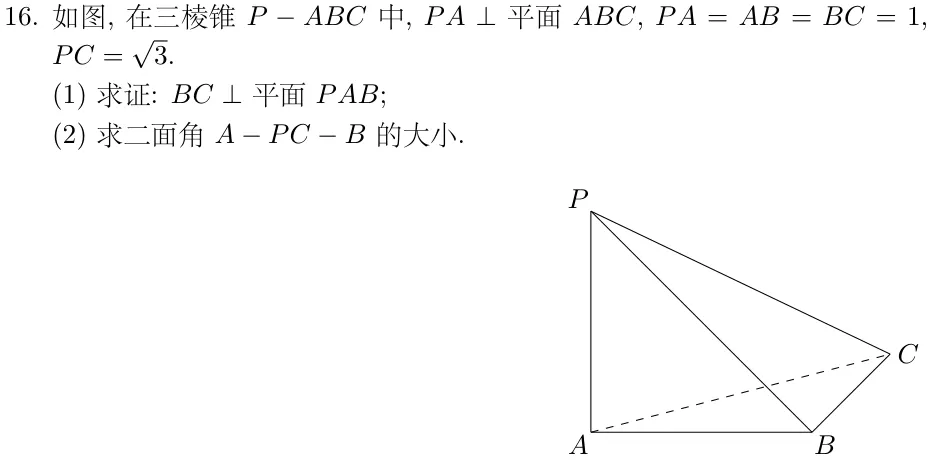 16. 如图, 在三棱锥 P − ABC 中, PA ⊥ 平面 ABC, PA = AB = BC = 1,
PC = √3.
(1) 求证: BC ⊥ 平面 PAB;
(2) 求二面角 A − PC − B 的大小.
P
C
A
B